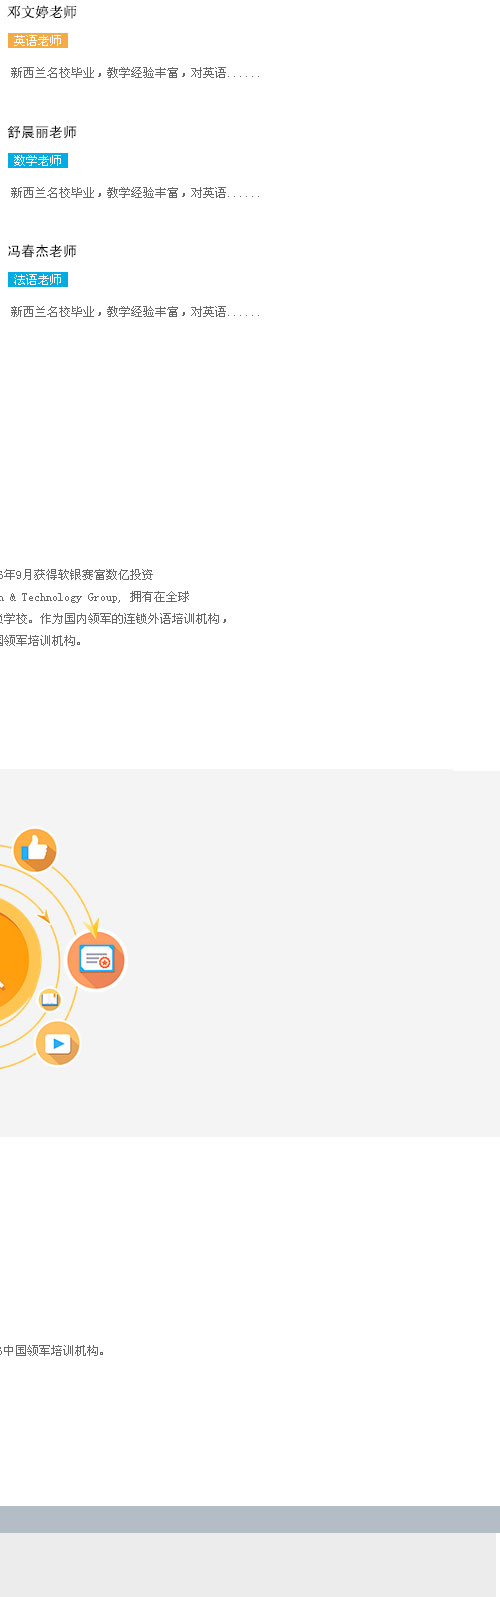 邓文婷老师
英语老师
新西兰名校毕业，教学经验丰富，对英语......
舒晨丽老师
数学老师
新西兰名校毕业，教学经验丰富，对英语......
冯春杰老师
法语老师
新西兰名校毕业，教学经验丰富，对英语......
年9月获得软银赛富数亿投资
& Technology Group, 拥有在全球
学校。作为国内领军的连锁外语培训机构，
领军培训机构。
中国领军培训机构。